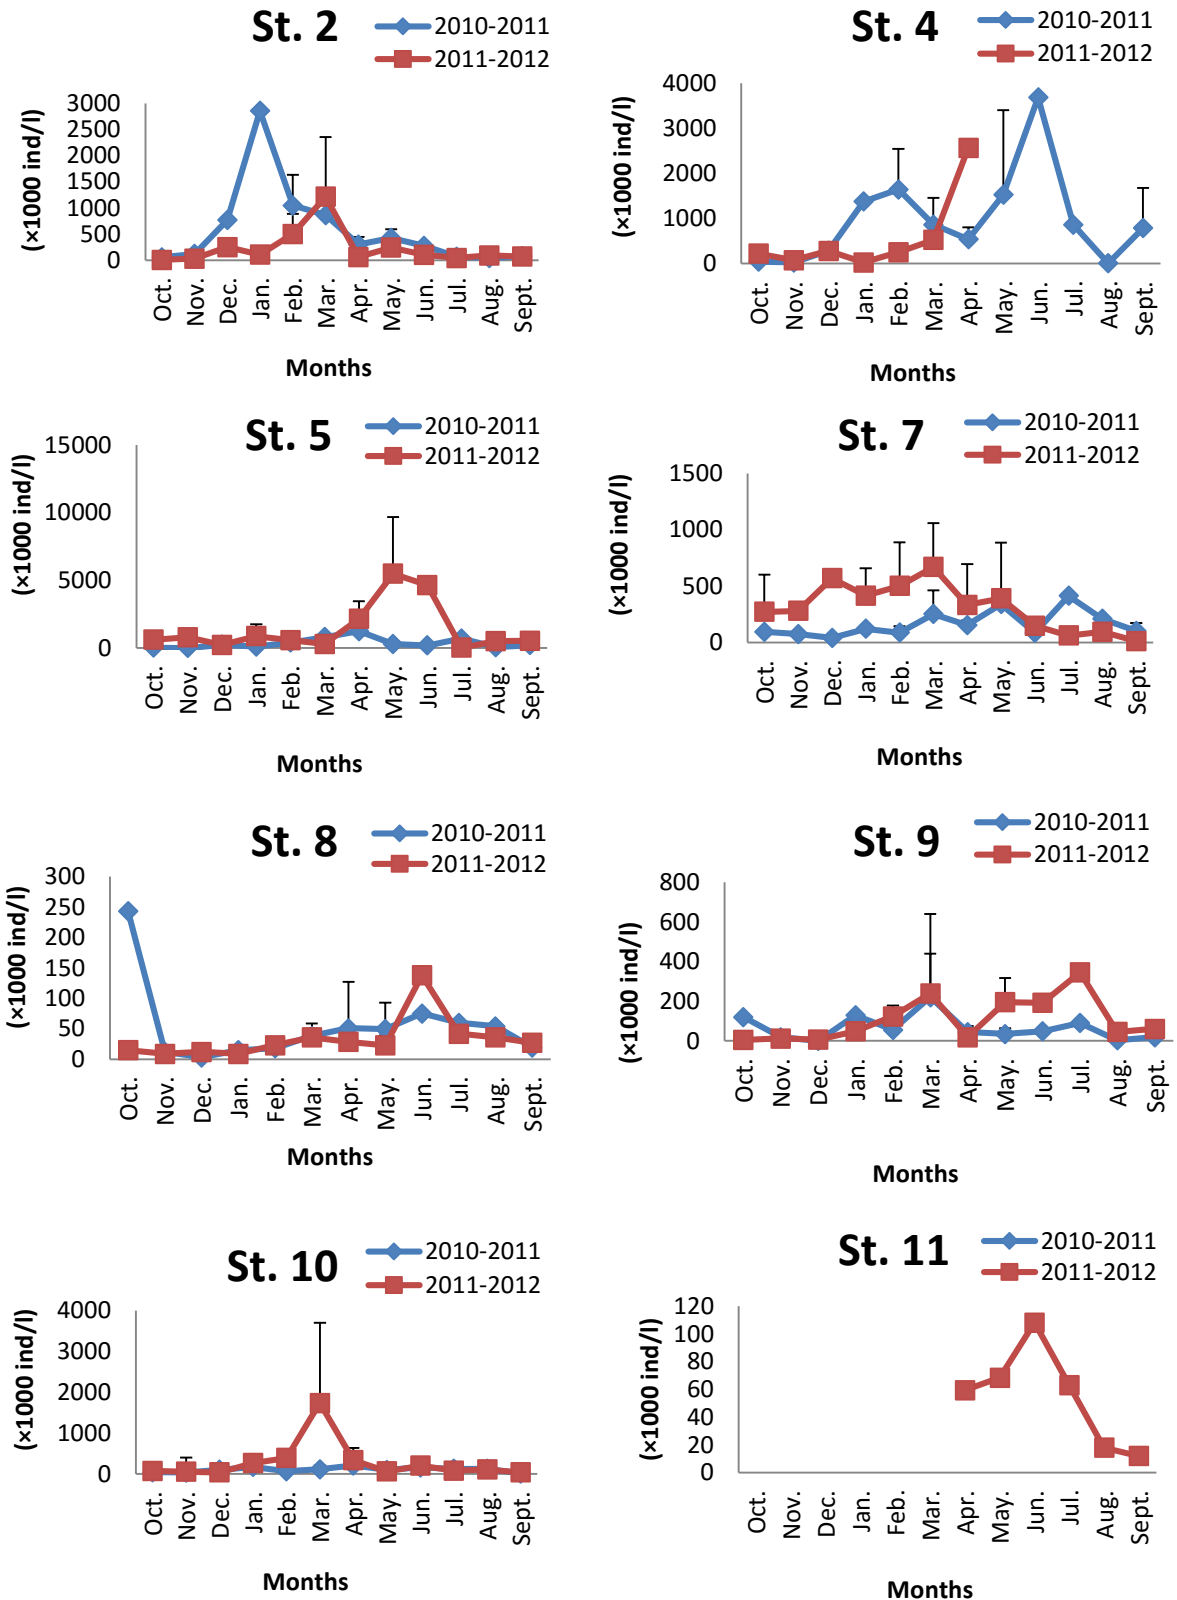 St. 2
2010-2011
2011-2012
(×1000 ind/l)
3000
2500
2000
1500
1000
500
0
Oct.
Nov.
Dec.
Jan.
Feb.
Mar.
Apr.
May.
Jun.
Jul.
Aug.
Sept.
Months
St. 4
2010-2011
2011-2012
(×1000 ind/l)
4000
3000
2000
1000
0
Oct.
Nov.
Dec.
Jan.
Feb.
Mar.
Apr.
May.
Jun.
Jul.
Aug.
Sept.
Months
St. 5
2010-2011
2011-2012
(×1000 ind/l)
15000
10000
5000
0
Oct.
Nov.
Dec.
Jan.
Feb.
Mar.
Apr.
May.
Jun.
Jul.
Aug.
Sept.
Months
St. 7
2010-2011
2011-2012
(×1000 ind/l)
1500
1000
500
0
Oct.
Nov.
Dec.
Jan.
Feb.
Mar.
Apr.
May.
Jun.
Jul.
Aug.
Sept.
Months
St. 8
2010-2011
2011-2012
(×1000 ind/l)
300
250
200
150
100
50
0
Oct.
Nov.
Dec.
Jan.
Feb.
Mar.
Apr.
May.
Jun.
Jul.
Aug.
Sept.
Months
St. 9
2010-2011
2011-2012
(×1000 ind/l)
800
600
400
200
0
Oct.
Nov.
Dec.
Jan.
Feb.
Mar.
Apr.
May.
Jun.
Jul.
Aug.
Sept.
Months
St. 10
2010-2011
2011-2012
(×1000 ind/l)
4000
3000
2000
1000
0
Oct.
Nov.
Dec.
Jan.
Feb.
Mar.
Apr.
May.
Jun.
Jul.
Aug.
Sept.
Months
St. 11
2010-2011
2011-2012
(×1000 ind/l)
120
100
80
60
40
20
0
Oct.
Nov.
Dec.
Jan.
Feb.
Mar.
Apr.
May.
Jun.
Jul.
Aug.
Sept.
Months